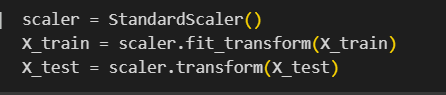 scaler = StandardScaler()
X_train = scaler.fit_transform(X_train)
X_test = scaler.transform(X_test)